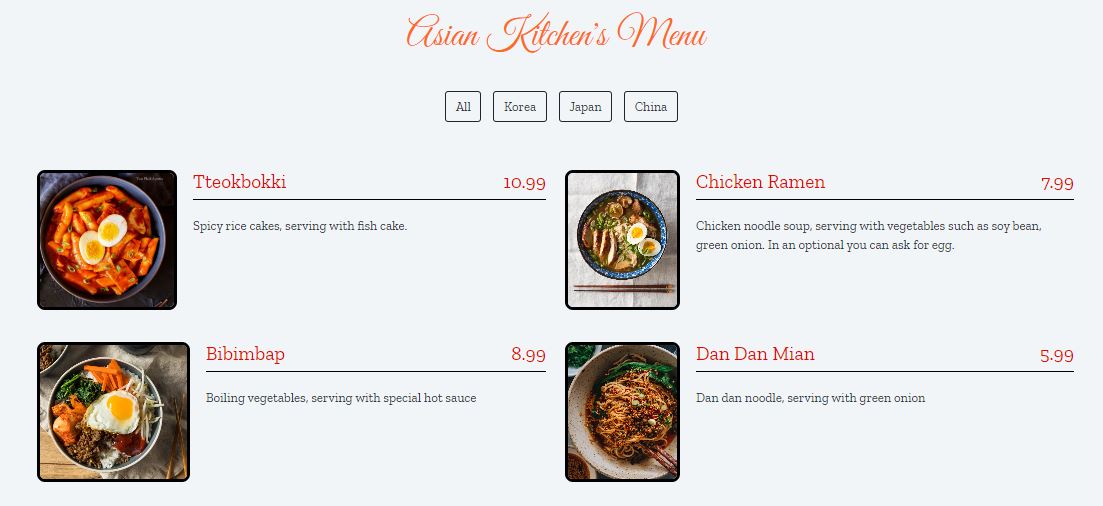 Asian Kitchen's Menu
All Korea Japan China
Tteokbokki 10.99
Spicy rice cakes, serving with fish cake.
Chicken Ramen 7.99
Chicken noodle soup, serving with vegetables such as soy bean,
green onion. In an optional you can ask for egg.
Bibimbap 8.99
Boiling vegetables, serving with special hot sauce
Dan Dan Mian 5.99
Dan dan noodle, serving with green onion